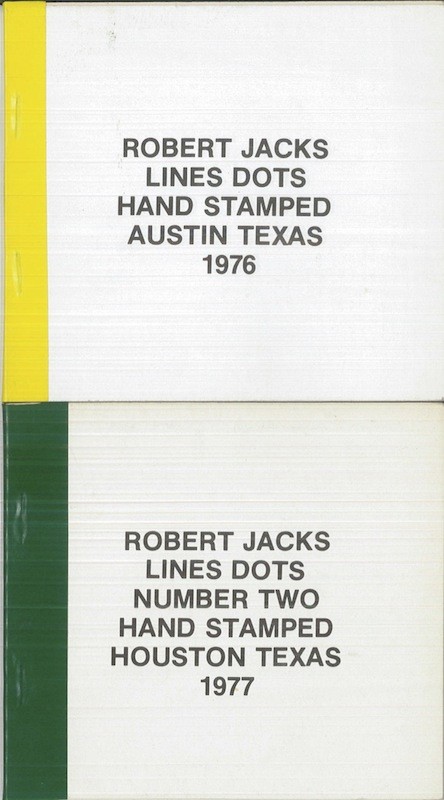 ROBERT JACKS
LINES DOTS
HAND STAMPED
AUSTIN TEXAS
1976
ROBERT JACKS
LINES DOTS
NUMBER TWO
HAND STAMPED
HOUSTON TEXAS
1977